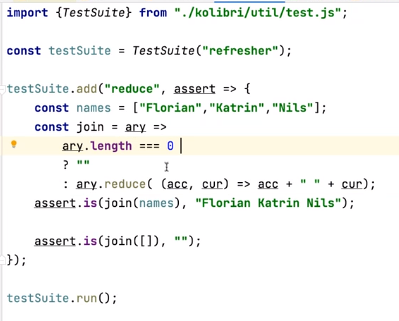 import {TestSuite} from "./kolibri/util/test.js";
const testSuite = TestSuite("refresher");
testSuite.add("reduce", assert => {
const names = ["Florian","Katrin","Nils"];
const join = ary =>
ary.length === 0
? ""
: ary.reduce( (acc, cur) => acc + " " + cur);
assert.is(join(names), "Florian Katrin Nils");
assert.is(join([]), "");
});
testSuite.run();